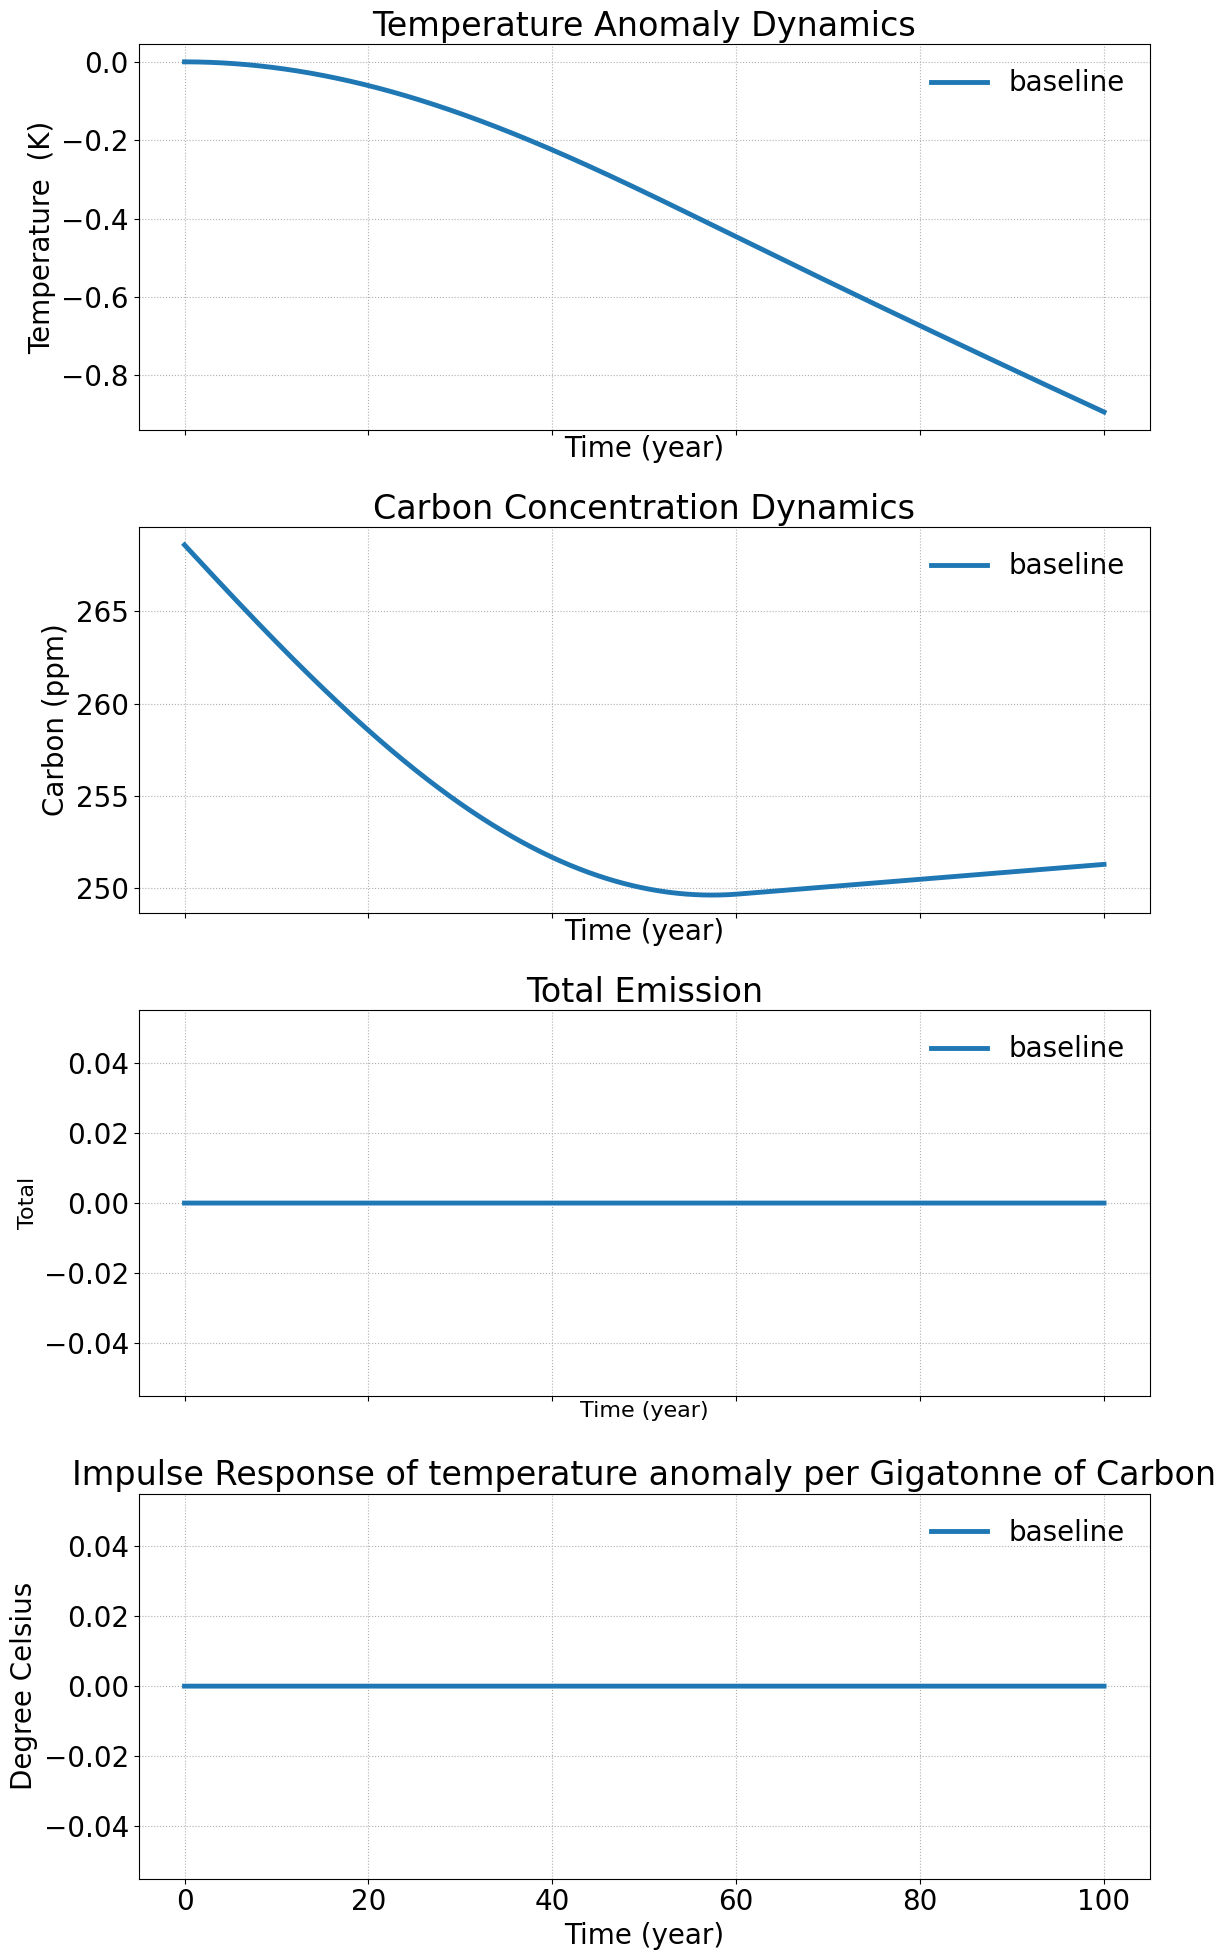 Temperature Anomaly Dynamics
0.0
−0.2
−0.4
−0.6
−0.8
Temperature  (K)
baseline
Time (year)
Carbon Concentration Dynamics
265
260
255
250
Carbon (ppm)
baseline
Time (year)
Total Emission
0.04
0.02
0.00
−0.02
−0.04
Total
baseline
Time (year)
Impulse Response of temperature anomaly per Gigatonne of Carbon
0.04
0.02
0.00
−0.02
−0.04
Degree Celsius
baseline
0 20 40 60 80 100
Time (year)